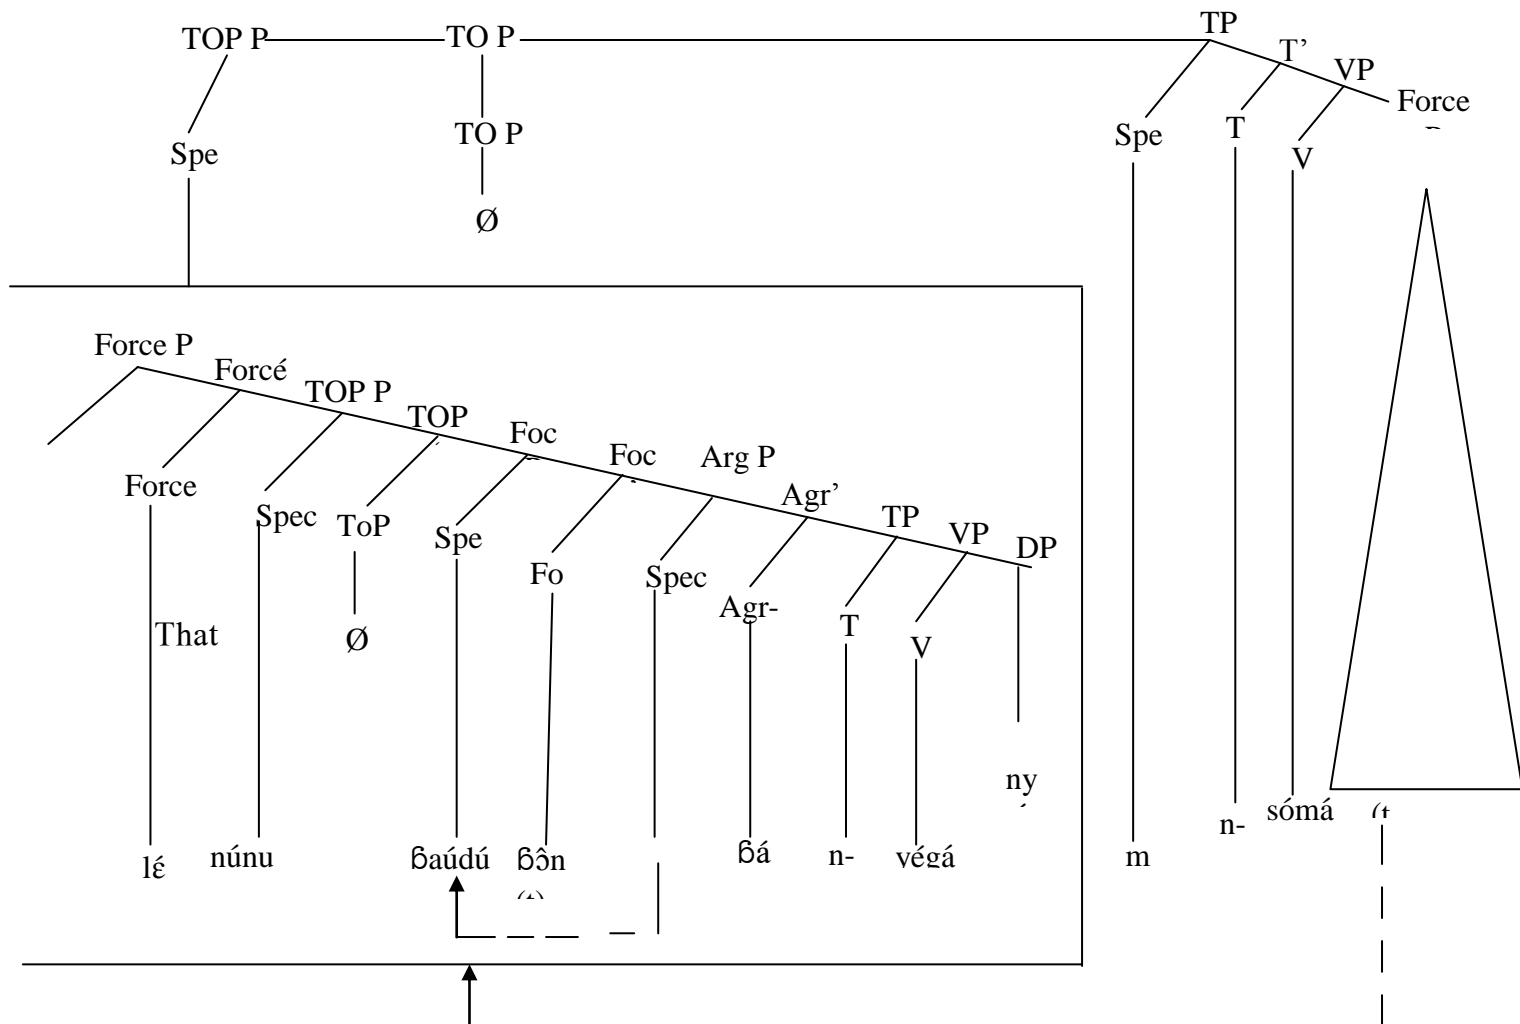 TOP P TO P TP
T’
VP
Force
Spe TO P Spe T V
Ø
Force P
Forcé
TOP P
TOP
Foc
Foc Arg P
Agr’
TP
VP
DP
Force Spec ToP Spe
Fo Spec Agr- T V
That Ø
ny
lɛ́ núnu ɓaúdú ɓɔ̂n ɓá n- végá m n- sómá